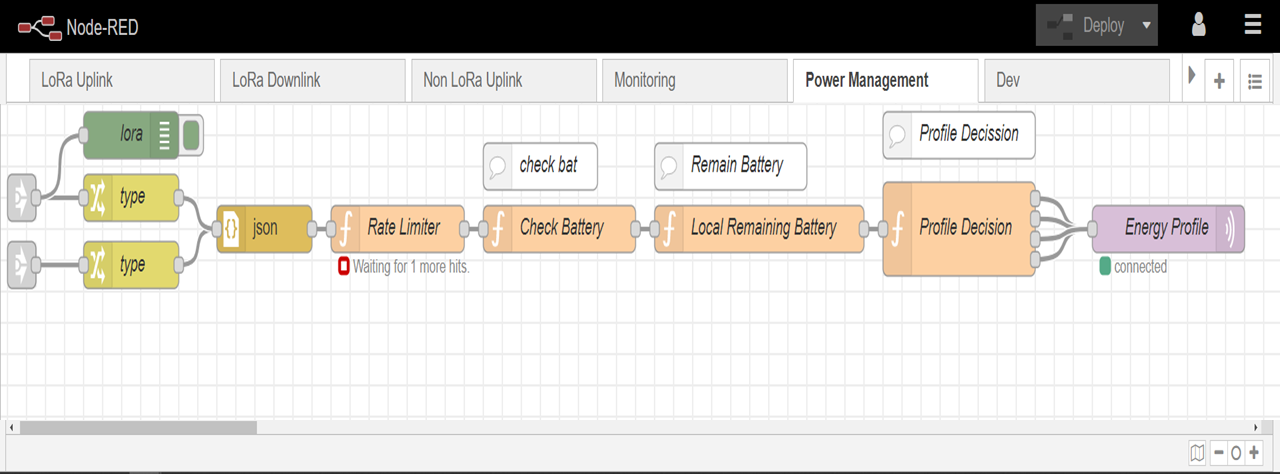 Node-RED
Deploy
LoRa Uplink
LoRa Downlink
Non LoRa Uplink
Monitoring
Power Management
Dev
lora
Profile Decission
check bat
Remain Battery
type
json
Rate Limiter
Check Battery
Local Remaining Battery
Profile Decision
Energy Profile
type
Waiting for 1 more hits.
connected